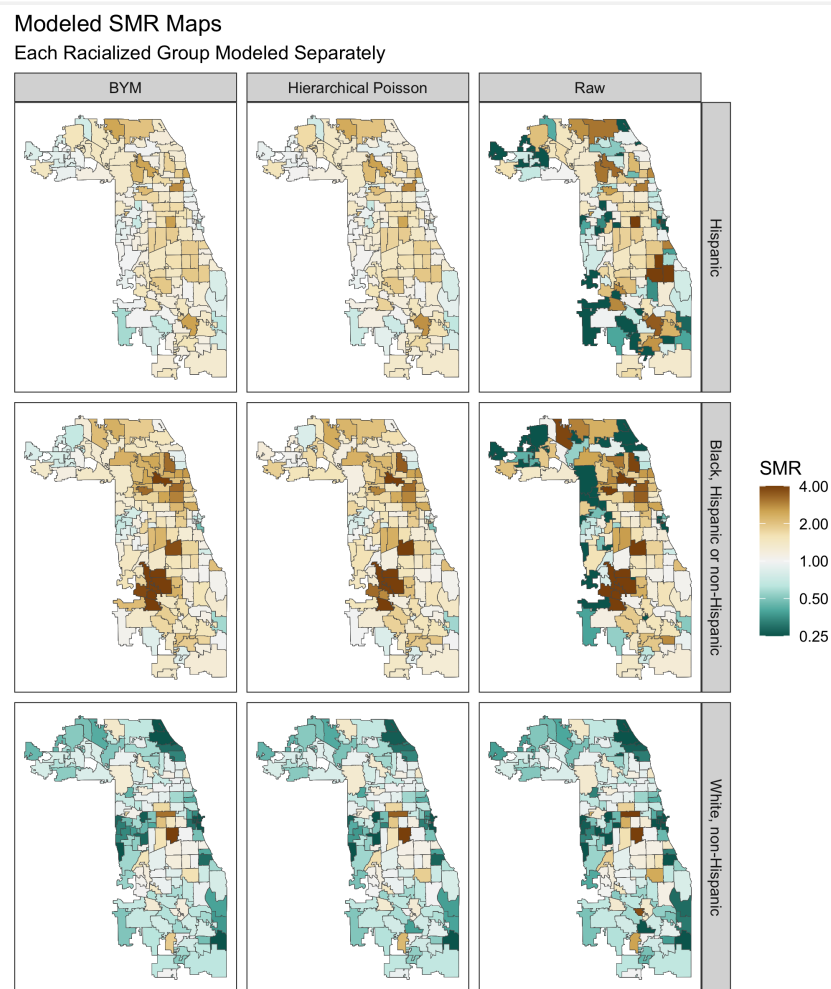 Modeled SMR Maps
Each Racialized Group Modeled Separately
BYM
Hierarchical Poisson
Raw
Hispanic
Black, Hispanic or non-Hispanic
White, non-Hispanic
SMR
4.00
2.00
1.00
0.50
0.25